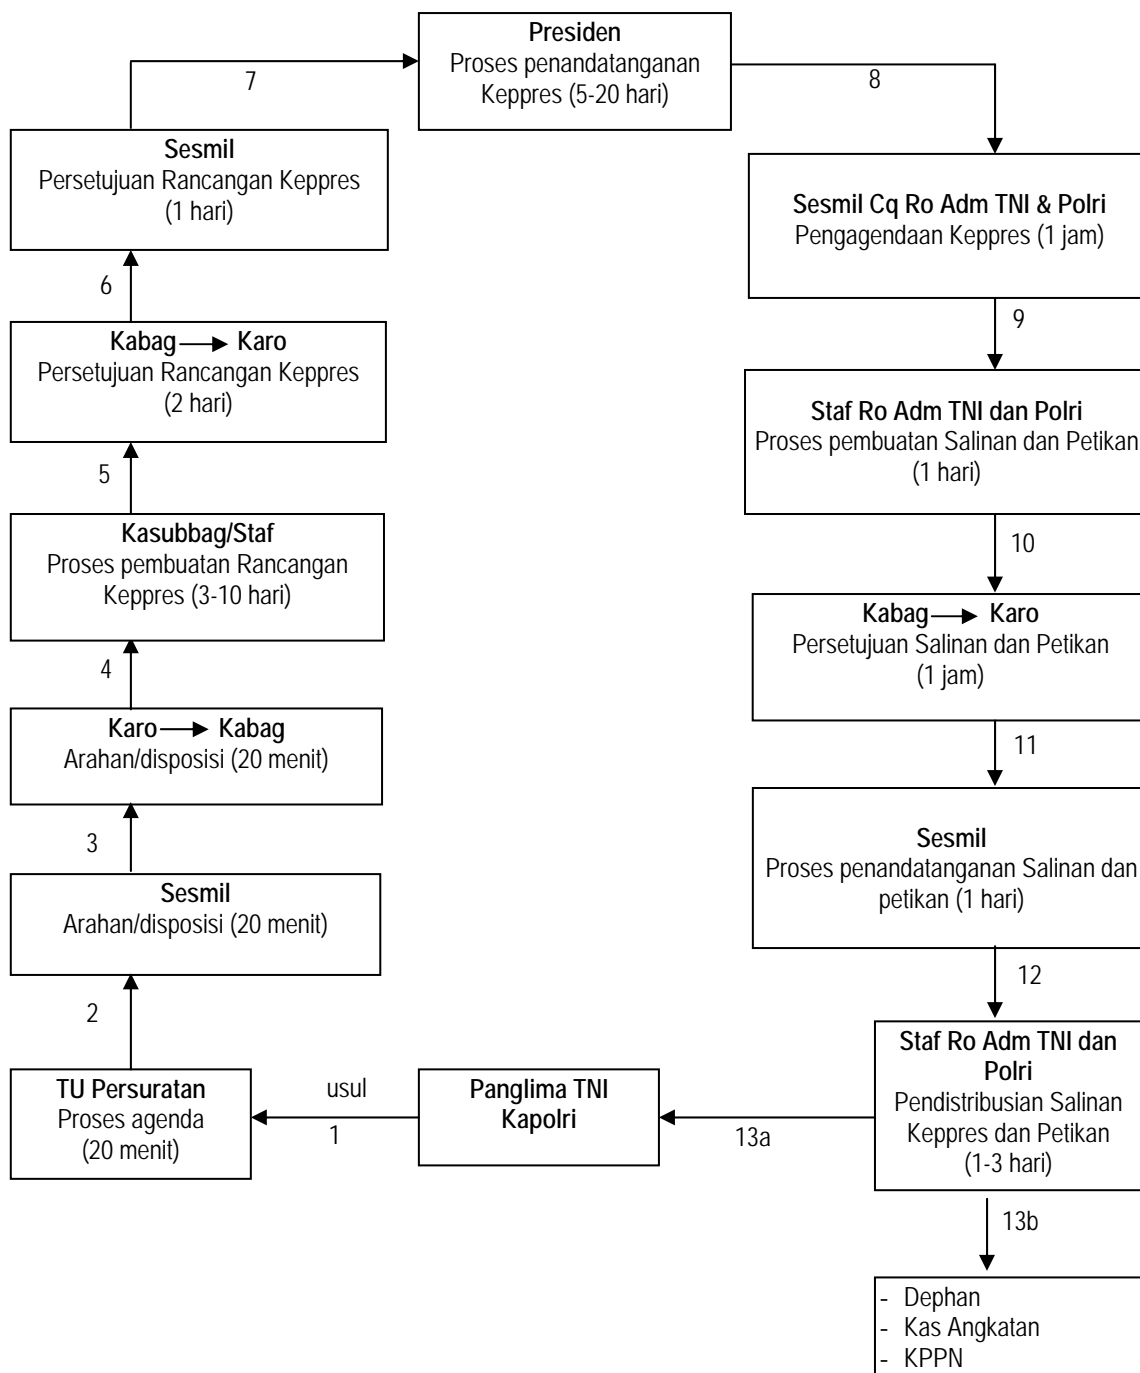 Presiden
Proses penandatanganan
Keppres (5-20 hari)
7
8
Sesmil
Persetujuan Rancangan Keppres
(1 hari)
Sesmil Cq Ro Adm TNI & Polri
Pengagendaan Keppres (1 jam)
6
9
Kabag Karo
Persetujuan Rancangan Keppres
(2 hari)
Staf Ro Adm TNI dan Polri
Proses pembuatan Salinan dan Petikan
(1 hari)
5
10
Kasubbag/Staf
Proses pembuatan Rancangan
Keppres (3-10 hari)
Kabag Karo
Persetujuan Salinan dan Petikan
(1 jam)
4
11
Karo Kabag
Arahan/disposisi (20 menit)
Sesmil
Proses penandatanganan Salinan dan
petikan (1 hari)
3
Sesmil
Arahan/disposisi (20 menit)
12
2
Staf Ro Adm TNI dan
Polri
Pendistribusian Salinan
Keppres dan Petikan
(1-3 hari)
TU Persuratan
Proses agenda
(20 menit)
usul
1
Panglima TNI
Kapolri
13a
13b
- Dephan
- Kas Angkatan
- KPPN